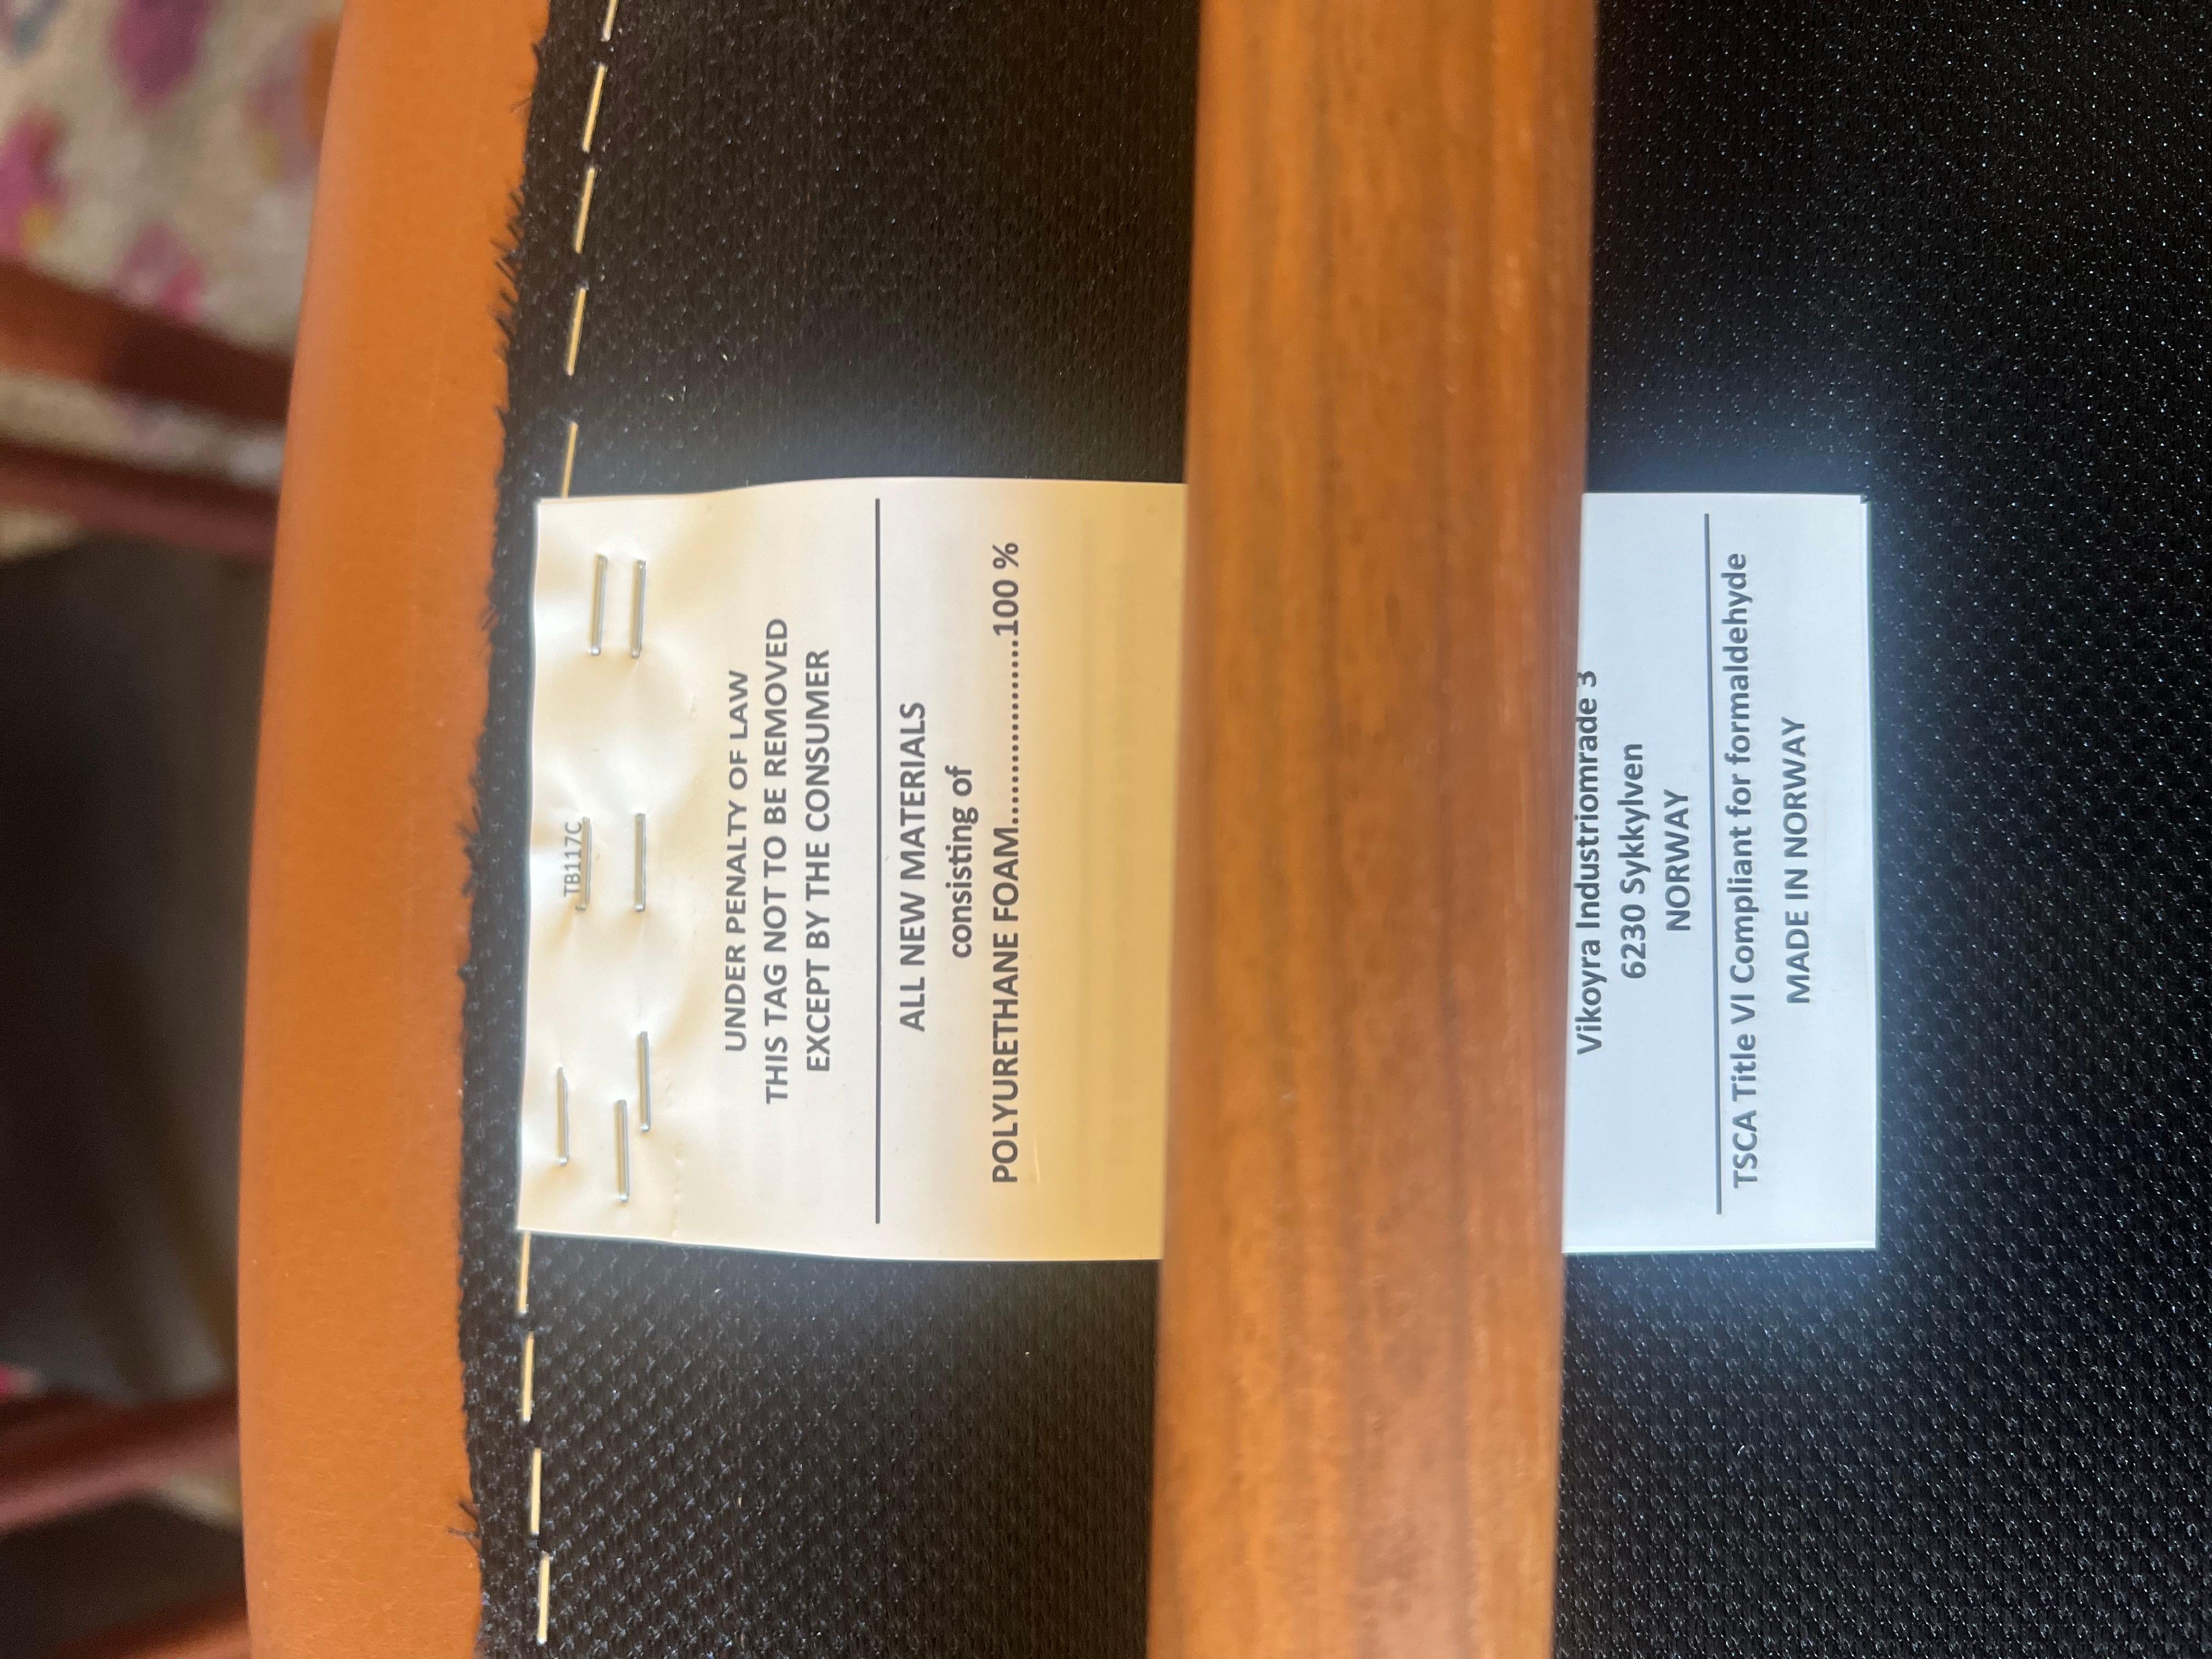 TB117C
UNDER PENALTY OF LAW
THIS TAG NOT TO BE REMOVED
EXCEPT BY THE CONSUMER
ALL NEW MATERIALS
consisting of
POLYURETHANE FOAM........................100 %
Vikoyra Industriomrade 3
6230 Sykkylven
NORWAY
TSCA Title VI Compliant for formaldehyde
MADE IN NORWAY